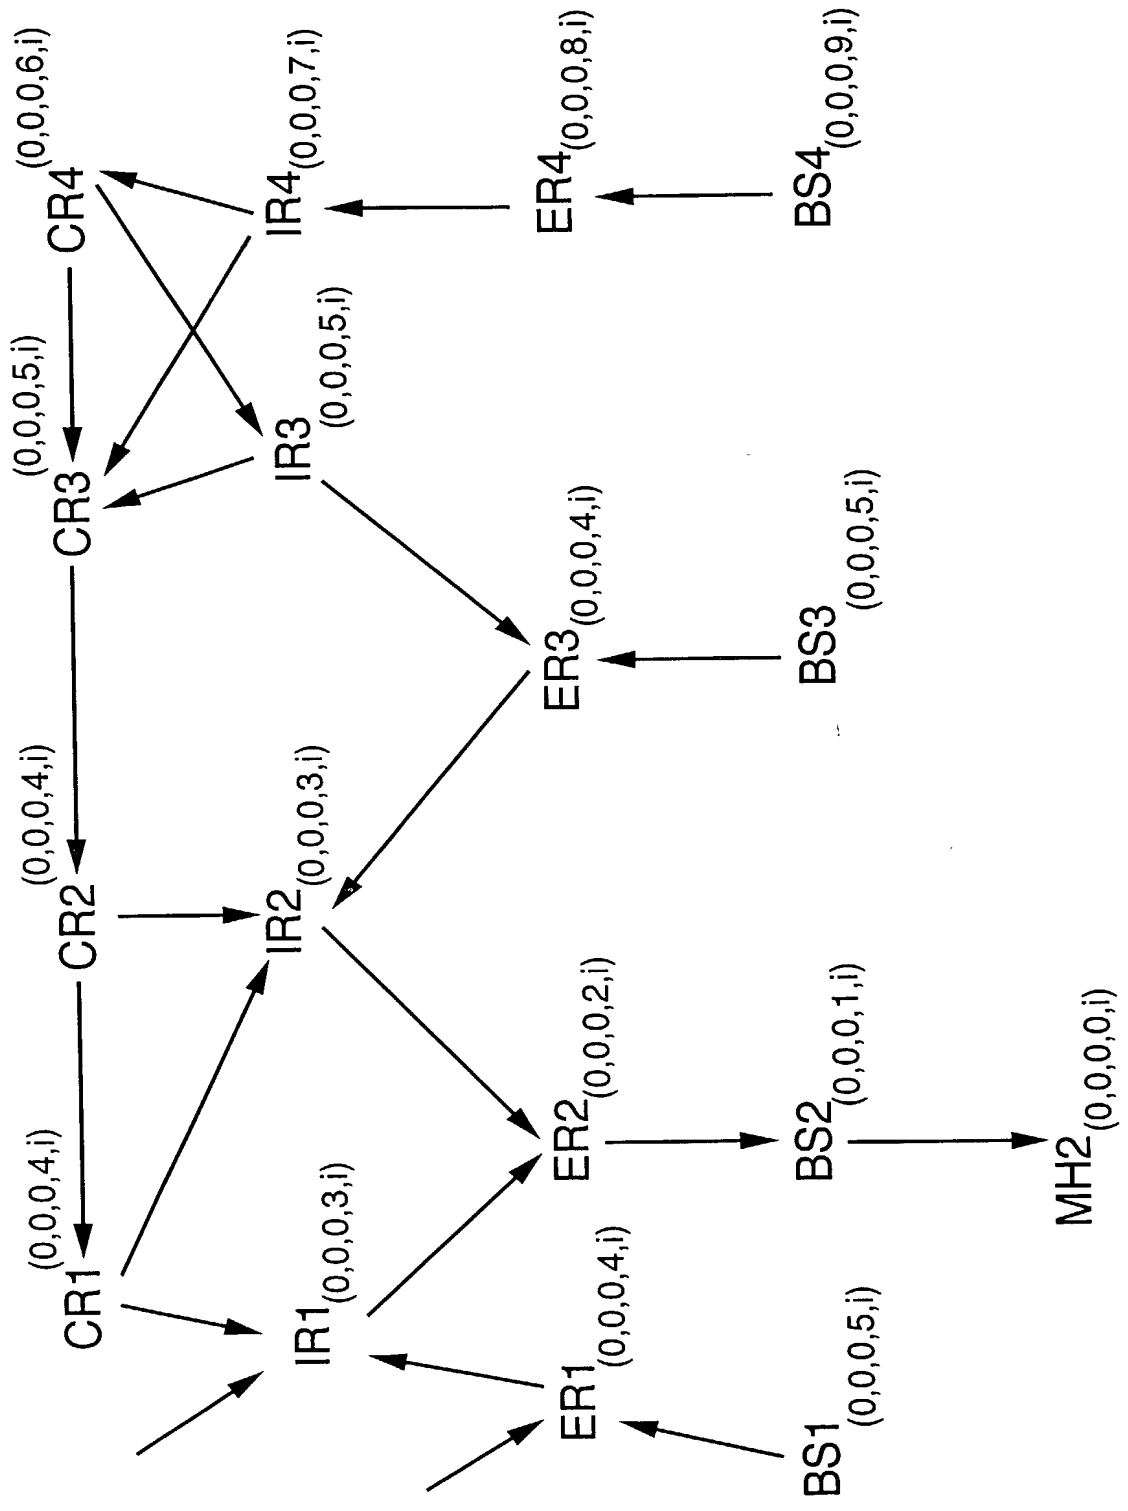 CR1 (0,0,0,4,i)
CR2 (0,0,0,4,i)
CR3 (0,0,0,5,i)
CR4 (0,0,0,6,i)
IR1 (0,0,0,3,i)
IR2 (0,0,0,3,i)
IR3 (0,0,0,5,i)
IR4 (0,0,0,7,i)
ER1 (0,0,0,4,i)
ER2 (0,0,0,2,i)
ER3 (0,0,0,4,i)
ER4 (0,0,0,8,i)
BS1 (0,0,0,5,i)
BS2 (0,0,0,1,i)
BS3 (0,0,0,5,i)
BS4 (0,0,0,9,i)
MH2 (0,0,0,0,i)